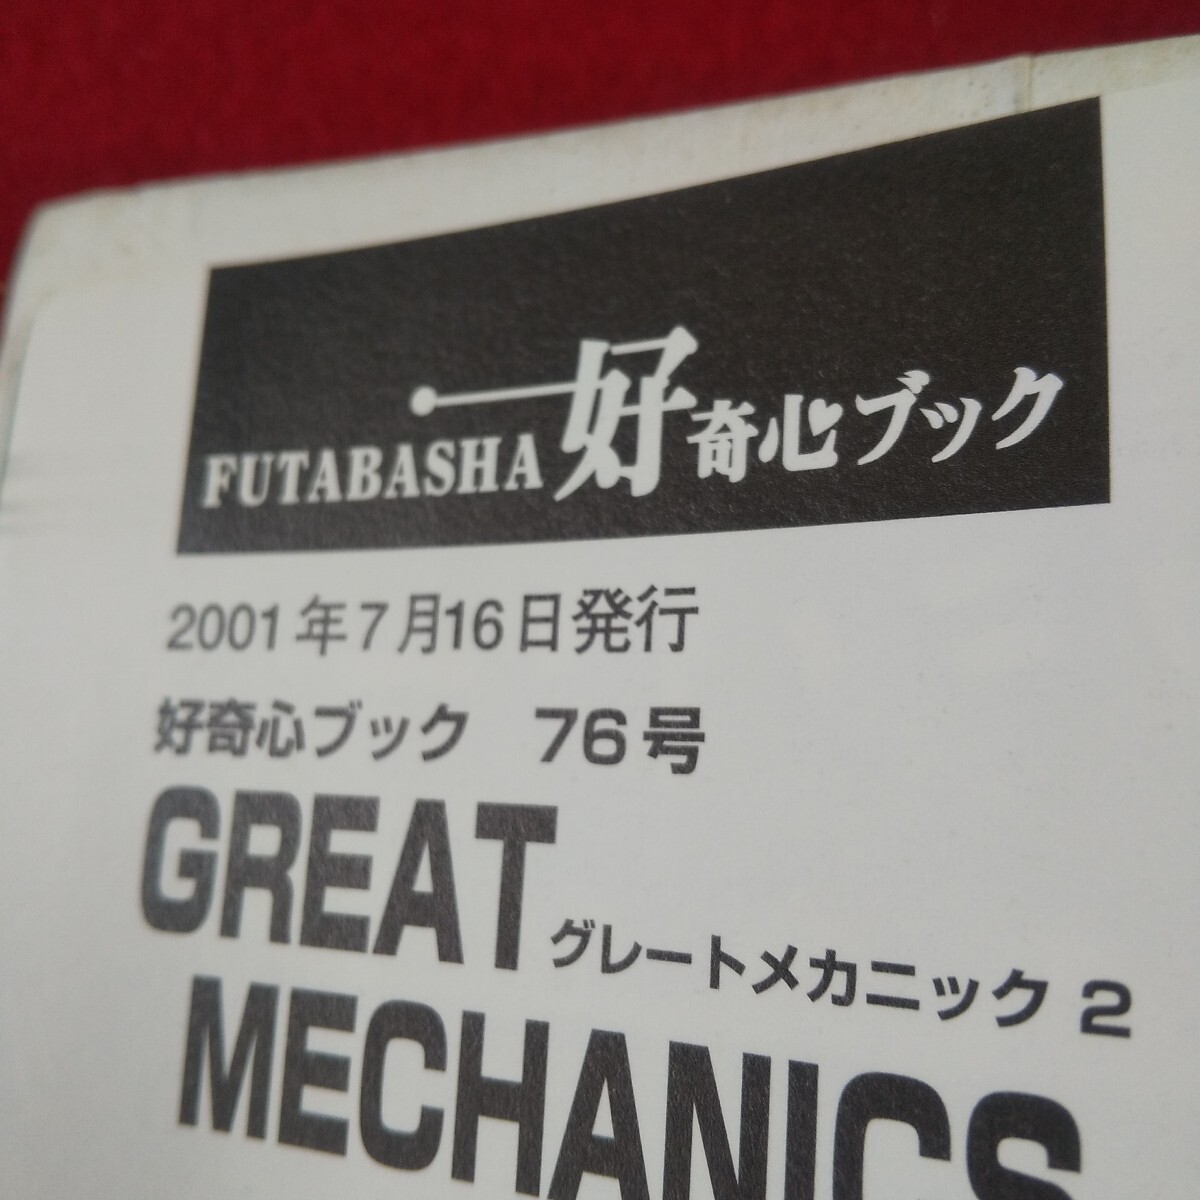 FUTABASHA 好奇心ブック
2001年7月16日発行
好奇心ブック 76号
GREAT
グレートメカニック 2
MECHANICS